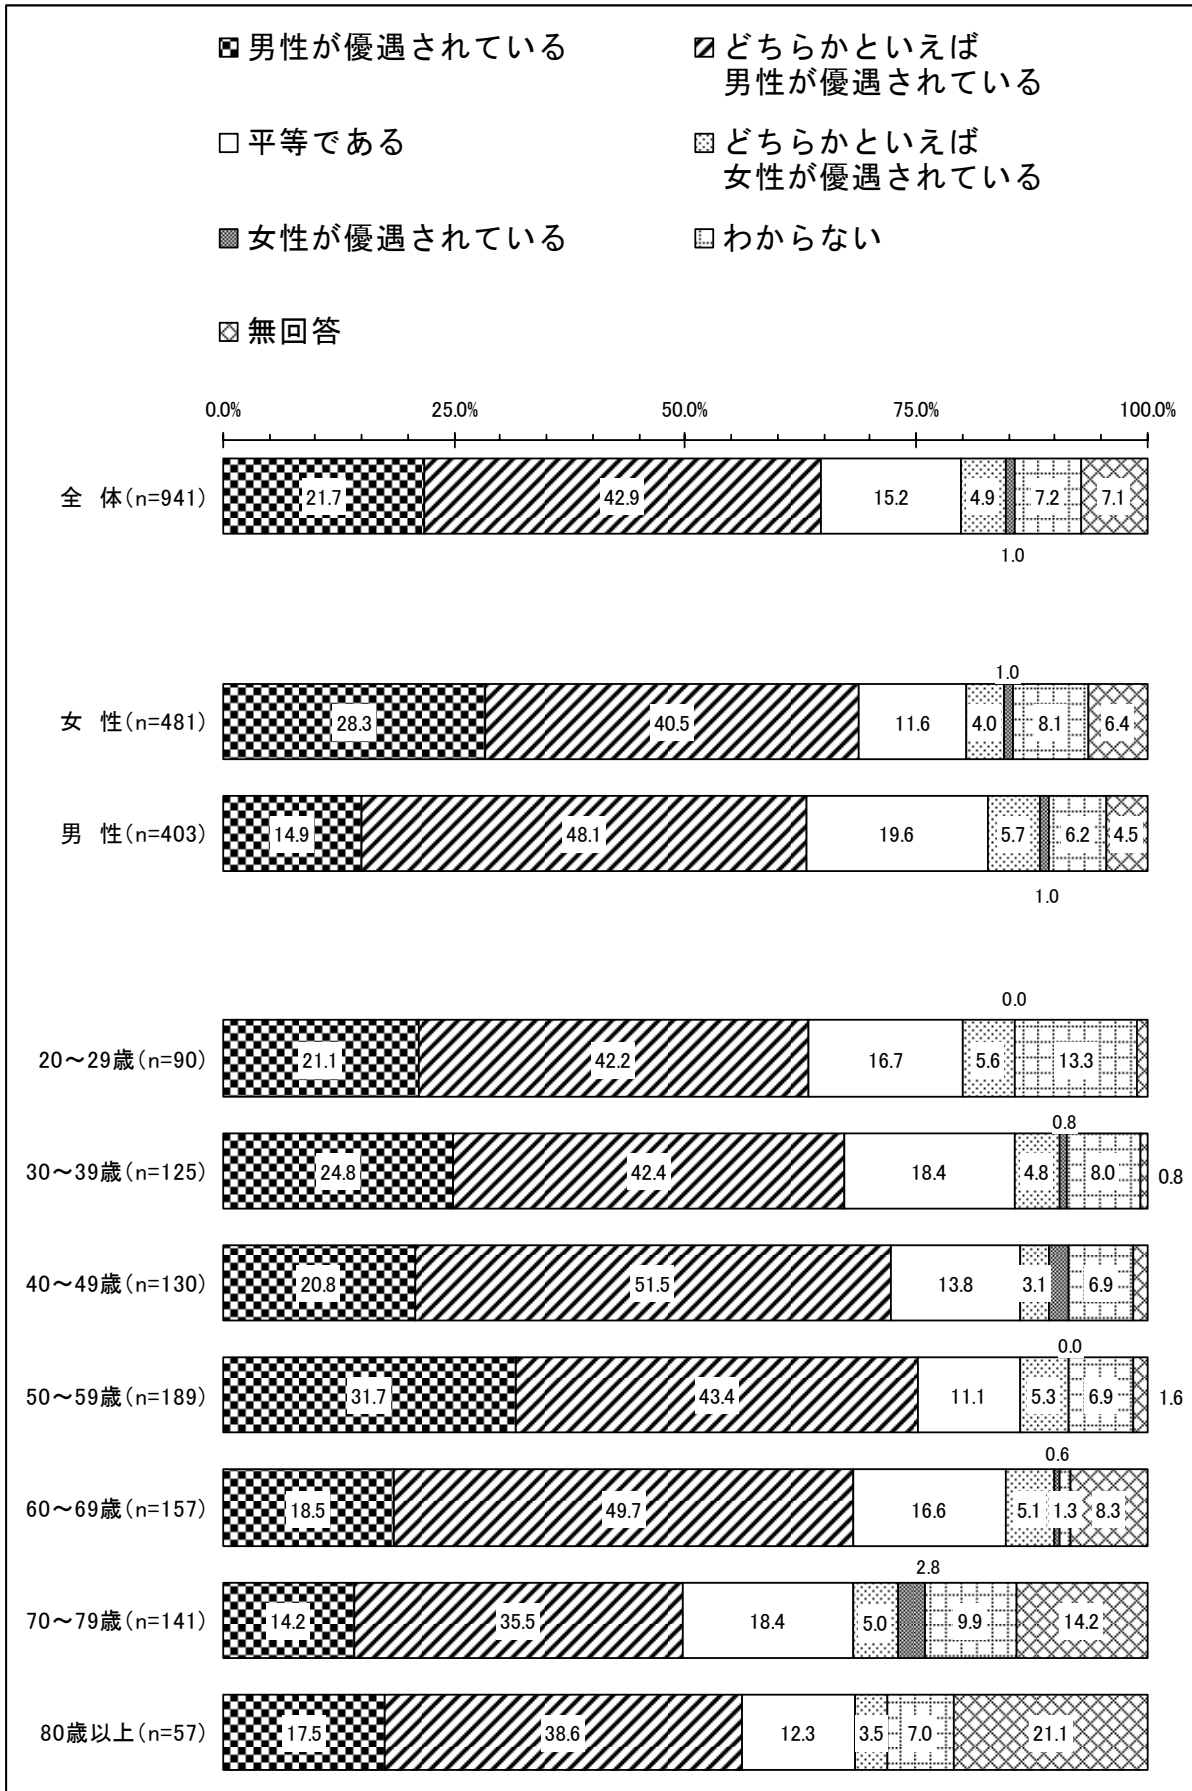 男性が優遇されている
どちらかといえば
男性が優遇されている
平等である
どちらかといえば
女性が優遇されている
女性が優遇されている
わからない
無回答
0.0% 25.0% 50.0% 75.0% 100.0%
全 体(n=941) 21.7 42.9 15.2 4.9 7.2 7.1
1.0
1.0
女 性(n=481) 28.3 40.5 11.6 4.0 8.1 6.4
男 性(n=403) 14.9 48.1 19.6 5.7 6.2 4.5
1.0
0.0
20～29歳(n=90) 21.1 42.2 16.7 5.6 13.3
0.8
30～39歳(n=125) 24.8 42.4 18.4 4.8 8.0 0.8
40～49歳(n=130) 20.8 51.5 13.8 3.1 6.9
0.0
50～59歳(n=189) 31.7 43.4 11.1 5.3 6.9 1.6
0.6
60～69歳(n=157) 18.5 49.7 16.6 5.1 1.3 8.3
2.8
70～79歳(n=141) 14.2 35.5 18.4 5.0 9.9 14.2
80歳以上(n=57) 17.5 38.6 12.3 3.5 7.0 21.1